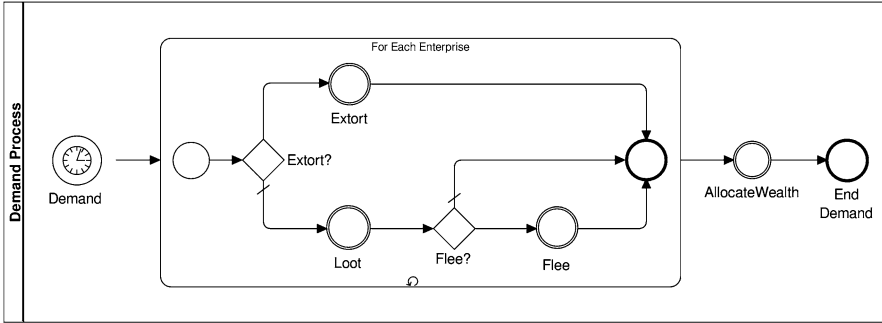 Demand Process
For Each Enterprise
Demand
Extort
Extort?
Loot
Flee?
Flee
AllocateWealth
End
Demand